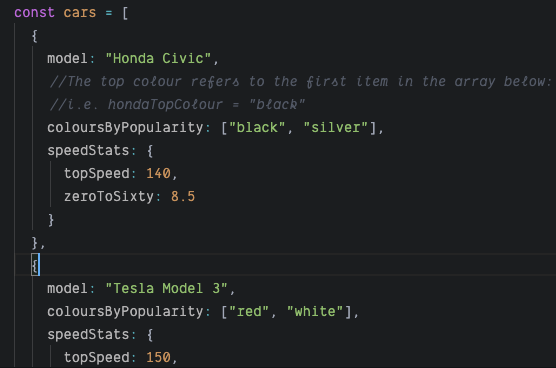 const cars = [
{
model: "Honda Civic",
//The top colour refers to the first item in the array below:
//i.e. hondaTopColour = "black"
coloursByPopularity: ["black", "silver"],
speedStats: {
topSpeed: 140,
zeroToSixty: 8.5
}
},
{
model: "Tesla Model 3",
coloursByPopularity: ["red", "white"],
speedStats: {
topSpeed: 150,